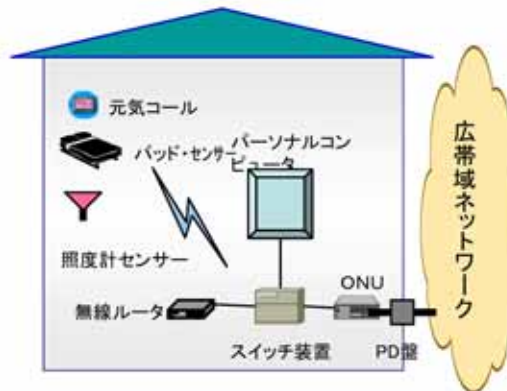 元気コール
パッド・センサー
パーソナルコン
ピュータ
照度計センサー
無線ルータ
スイッチ装置
ONU
PD盤
広帯域ネットワーク